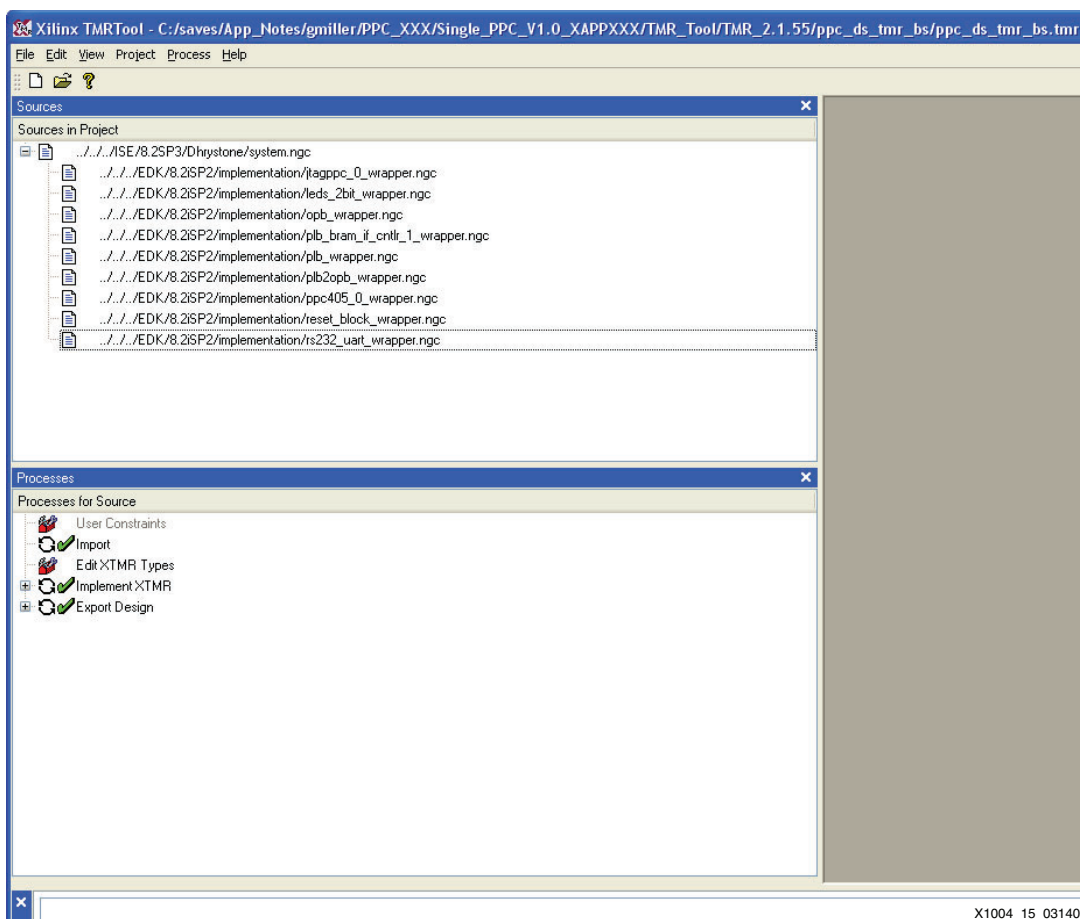 Xilinx TMRTool - C:/saves/App_Notes/gmiller/PPC_XXX/Single_PPC_V1.0_XAPPXXX/TMR_Tool/TMR_2.1.55/ppc_ds_tmr_bs/ppc_ds_tmr_bs.tmr
File Edit View Project Process Help
Sources
Sources in Project
../../../ISE/8.2SP3/Dhrystone/system.ngc
../../../EDK/8.2iSP2/implementation/jtagppc_0_wrapper.ngc
../../../EDK/8.2iSP2/implementation/leds_2bit_wrapper.ngc
../../../EDK/8.2iSP2/implementation/opb_wrapper.ngc
../../../EDK/8.2iSP2/implementation/plb_bram_if_cntlr_1_wrapper.ngc
../../../EDK/8.2iSP2/implementation/plb_wrapper.ngc
../../../EDK/8.2iSP2/implementation/plb2opb_wrapper.ngc
../../../EDK/8.2iSP2/implementation/ppc405_0_wrapper.ngc
../../../EDK/8.2iSP2/implementation/reset_block_wrapper.ngc
../../../EDK/8.2iSP2/implementation/rs232_uart_wrapper.ngc
Processes
Processes for Source
User Constraints
Import
Edit XTMR Types
Implement XTMR
Export Design
X1004_15_03140